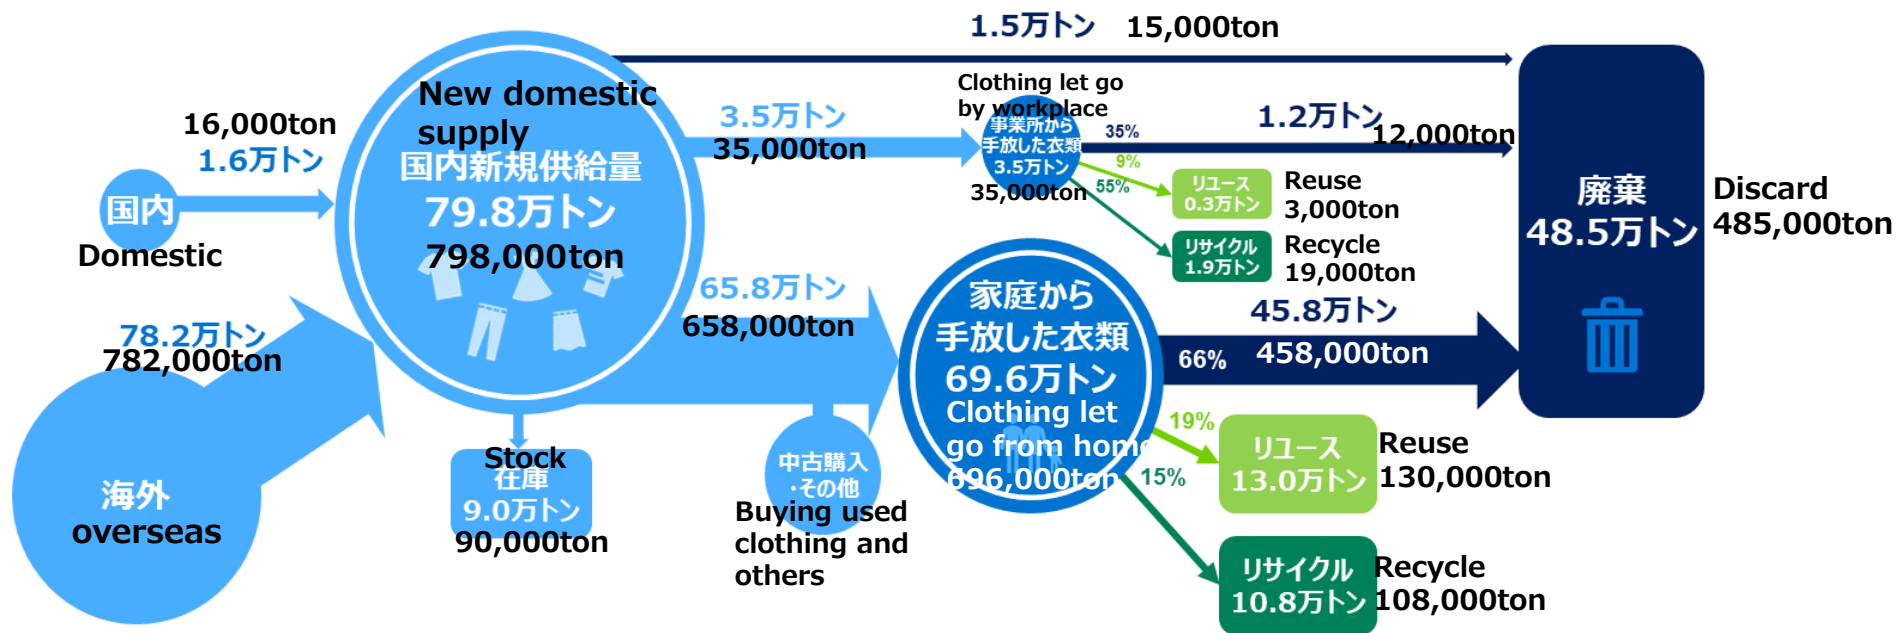 1.5万トン 15,000ton
16,000ton
1.6万トン
国内
Domestic
78.2万トン
782,000ton
海外
overseas
New domestic
supply
国内新規供給量
79.8万トン
798,000ton
Stock
在庫
9.0万トン
90,000ton
3.5万トン
35,000ton
65.8万トン
658,000ton
中古購入
・その他
Buying used
clothing and
others
Clothing let go
by workplace
事業所から
手放した衣類
3.5万トン
35,000ton
35%
9%
55%
1.2万トン
12,000ton
リユース
0.3万トン
Reuse
3,000ton
リサイクル
1.9万トン
Recycle
19,000ton
家庭から
手放した衣類
69.6万トン
Clothing let
go from home
696,000ton
45.8万トン
66% 458,000ton
19%
15%
リユース
13.0万トン
Reuse
130,000ton
リサイクル
10.8万トン
Recycle
108,000ton
廃棄
48.5万トン
Discard
485,000ton